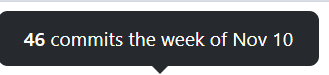 46 commits the week of Nov 10